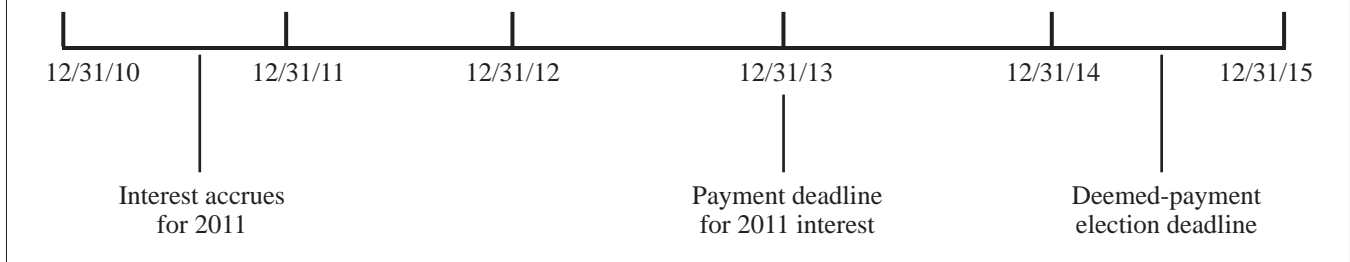 12/31/10 12/31/11 12/31/12 12/31/13 12/31/14 12/31/15
Interest accrues
for 2011
Payment deadline
for 2011 interest
Deemed-payment
election deadline